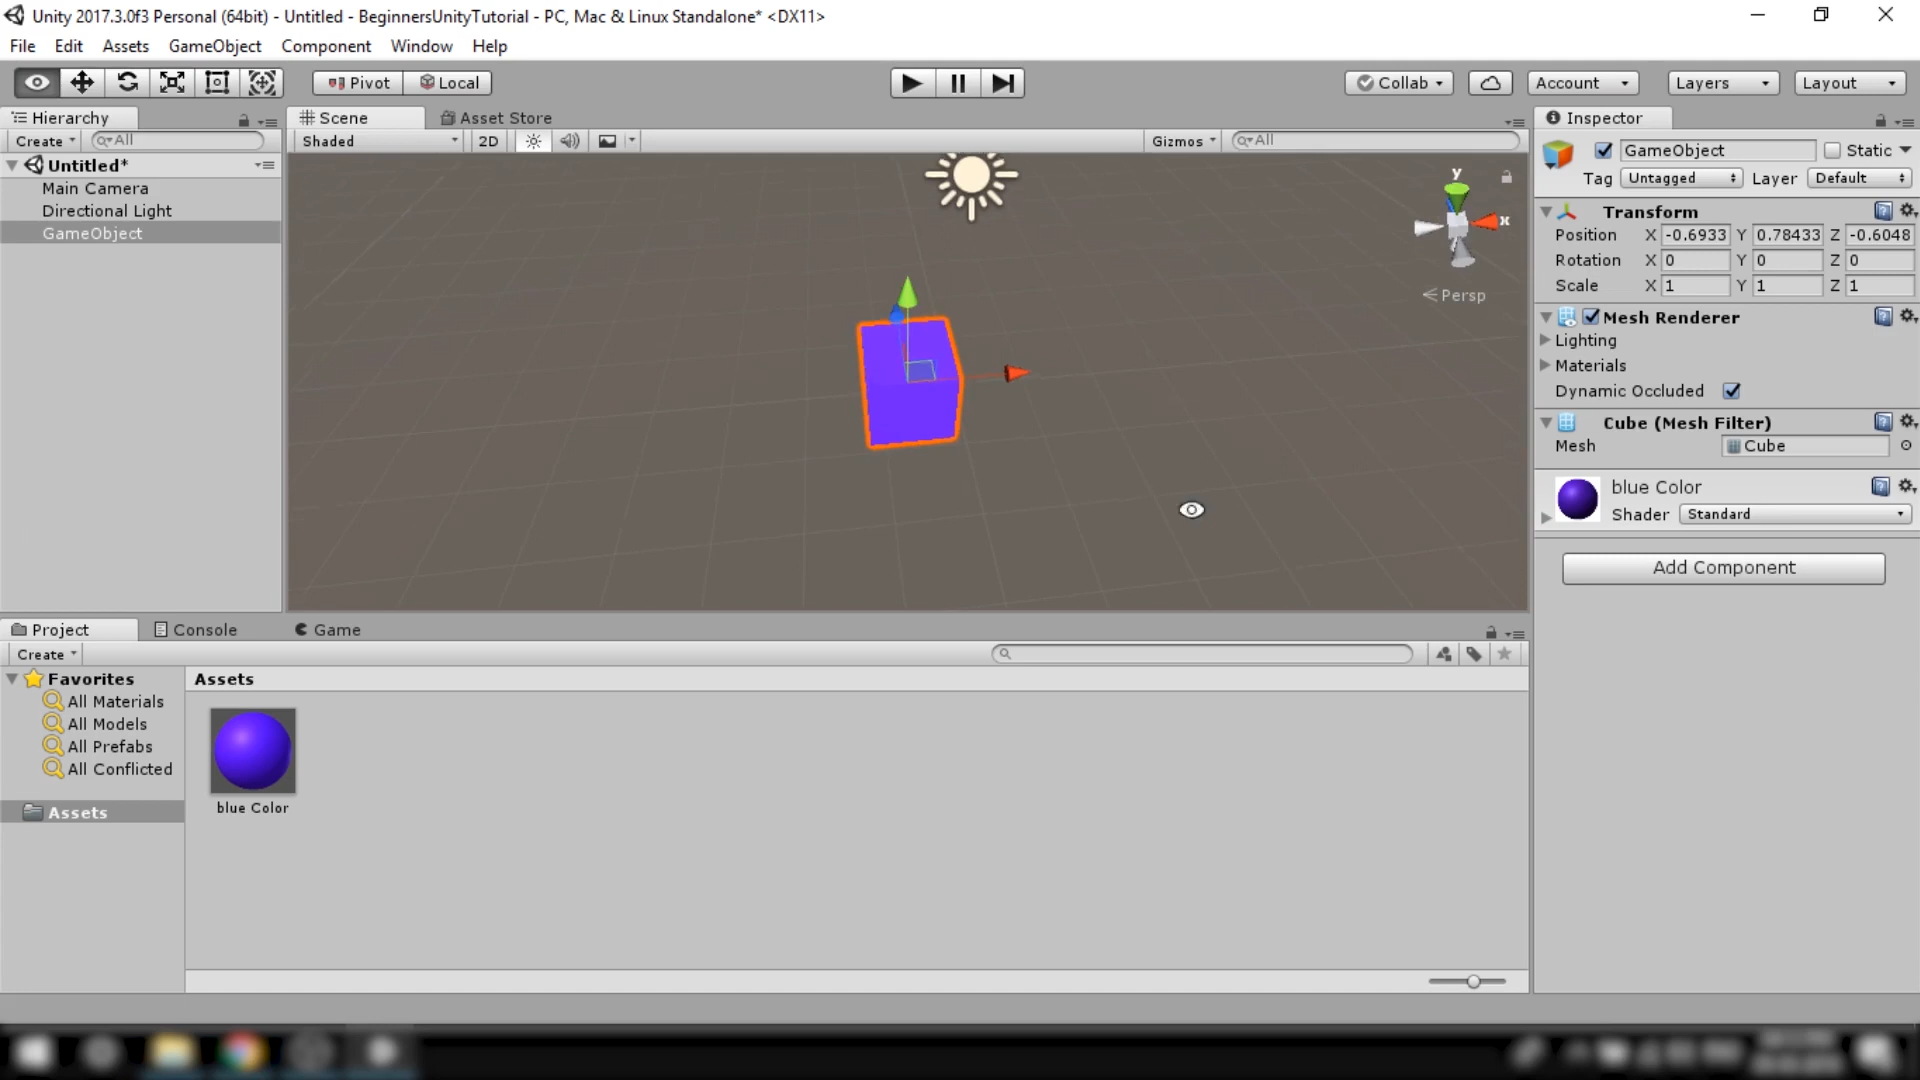 Unity 2017.3.0f3 Personal (64bit) - Untitled - BeginnersUnityTutorial - PC, Mac & Linux Standalone* <DX11>
File Edit Assets GameObject Component Window Help
Pivot Local Collab Account Layers Layout
Hierarchy
Create All
Untitled*
Main Camera
Directional Light
GameObject
Scene Asset Store
Shaded 2D Gizmos All
y
x
Persp
Inspector
GameObject Static
Tag Untagged Layer Default
Transform
Position X -0.6933 Y 0.78433 Z -0.6048
Rotation X 0 Y 0 Z 0
Scale X 1 Y 1 Z 1
Mesh Renderer
Lighting
Materials
Dynamic Occluded
Cube (Mesh Filter)
Mesh Cube
blue Color
Shader Standard
Add Component
Project Console Game
Create
Favorites
All Materials
All Models
All Prefabs
All Conflicted
Assets
Assets
blue Color